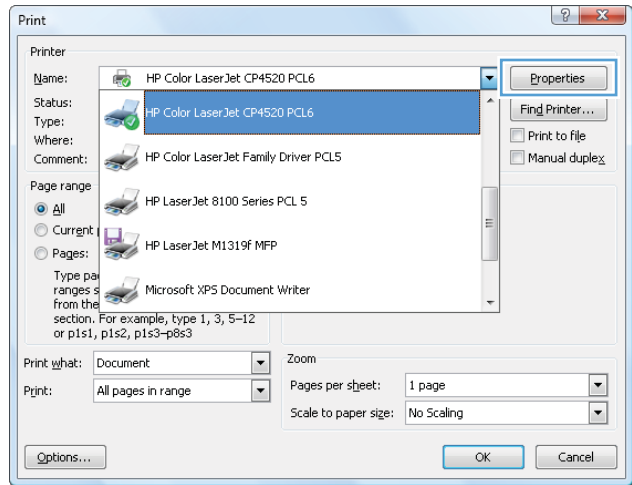 Print
Printer
Name: HP Color LaserJet CP4520 PCL6 Properties
Status:
HP Color LaserJet CP4520 PCL6 Find Printer...
Type:
Where: Print to file
Comment: HP Color LaserJet Family Driver PCL5 Manual duplex
Page range
All HP LaserJet 8100 Series PCL 5
Current
Pages: HP LaserJet M1319f MFP
Type
ranges
from the Microsoft XPS Document Writer
section. For example, type 1, 3, 5–12
or p1s1, p1s2, p1s3–p8s3
Print what: Document Zoom
Print: All pages in range Pages per sheet: 1 page
Scale to paper size: No Scaling
Options... OK Cancel